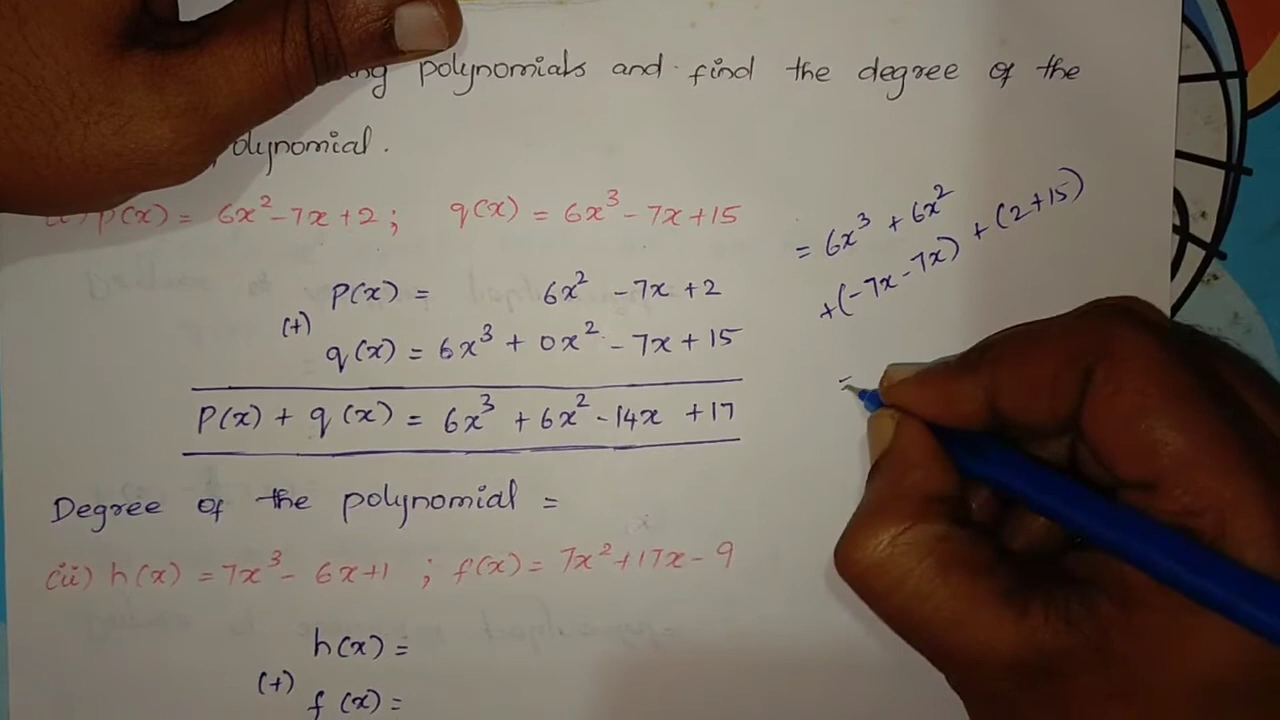 polynomials and find the degree of the
polynomial.
p(x) = 6x² - 7x + 2 ; q(x) = 6x³ - 7x + 15
p(x) = 6x² - 7x + 2
(+)
q(x) = 6x³ + 0x² - 7x + 15
P(x) + q(x) = 6x³ + 6x² - 14x + 17
= 6x³ + 6x²
+ (-7x - 7x) + (2 + 15)
=
Degree of the polynomial =
(ii) h(x) = 7x³ - 6x + 1 ; f(x) = 7x² + 17x - 9
h(x) =
(+)
f(x) =